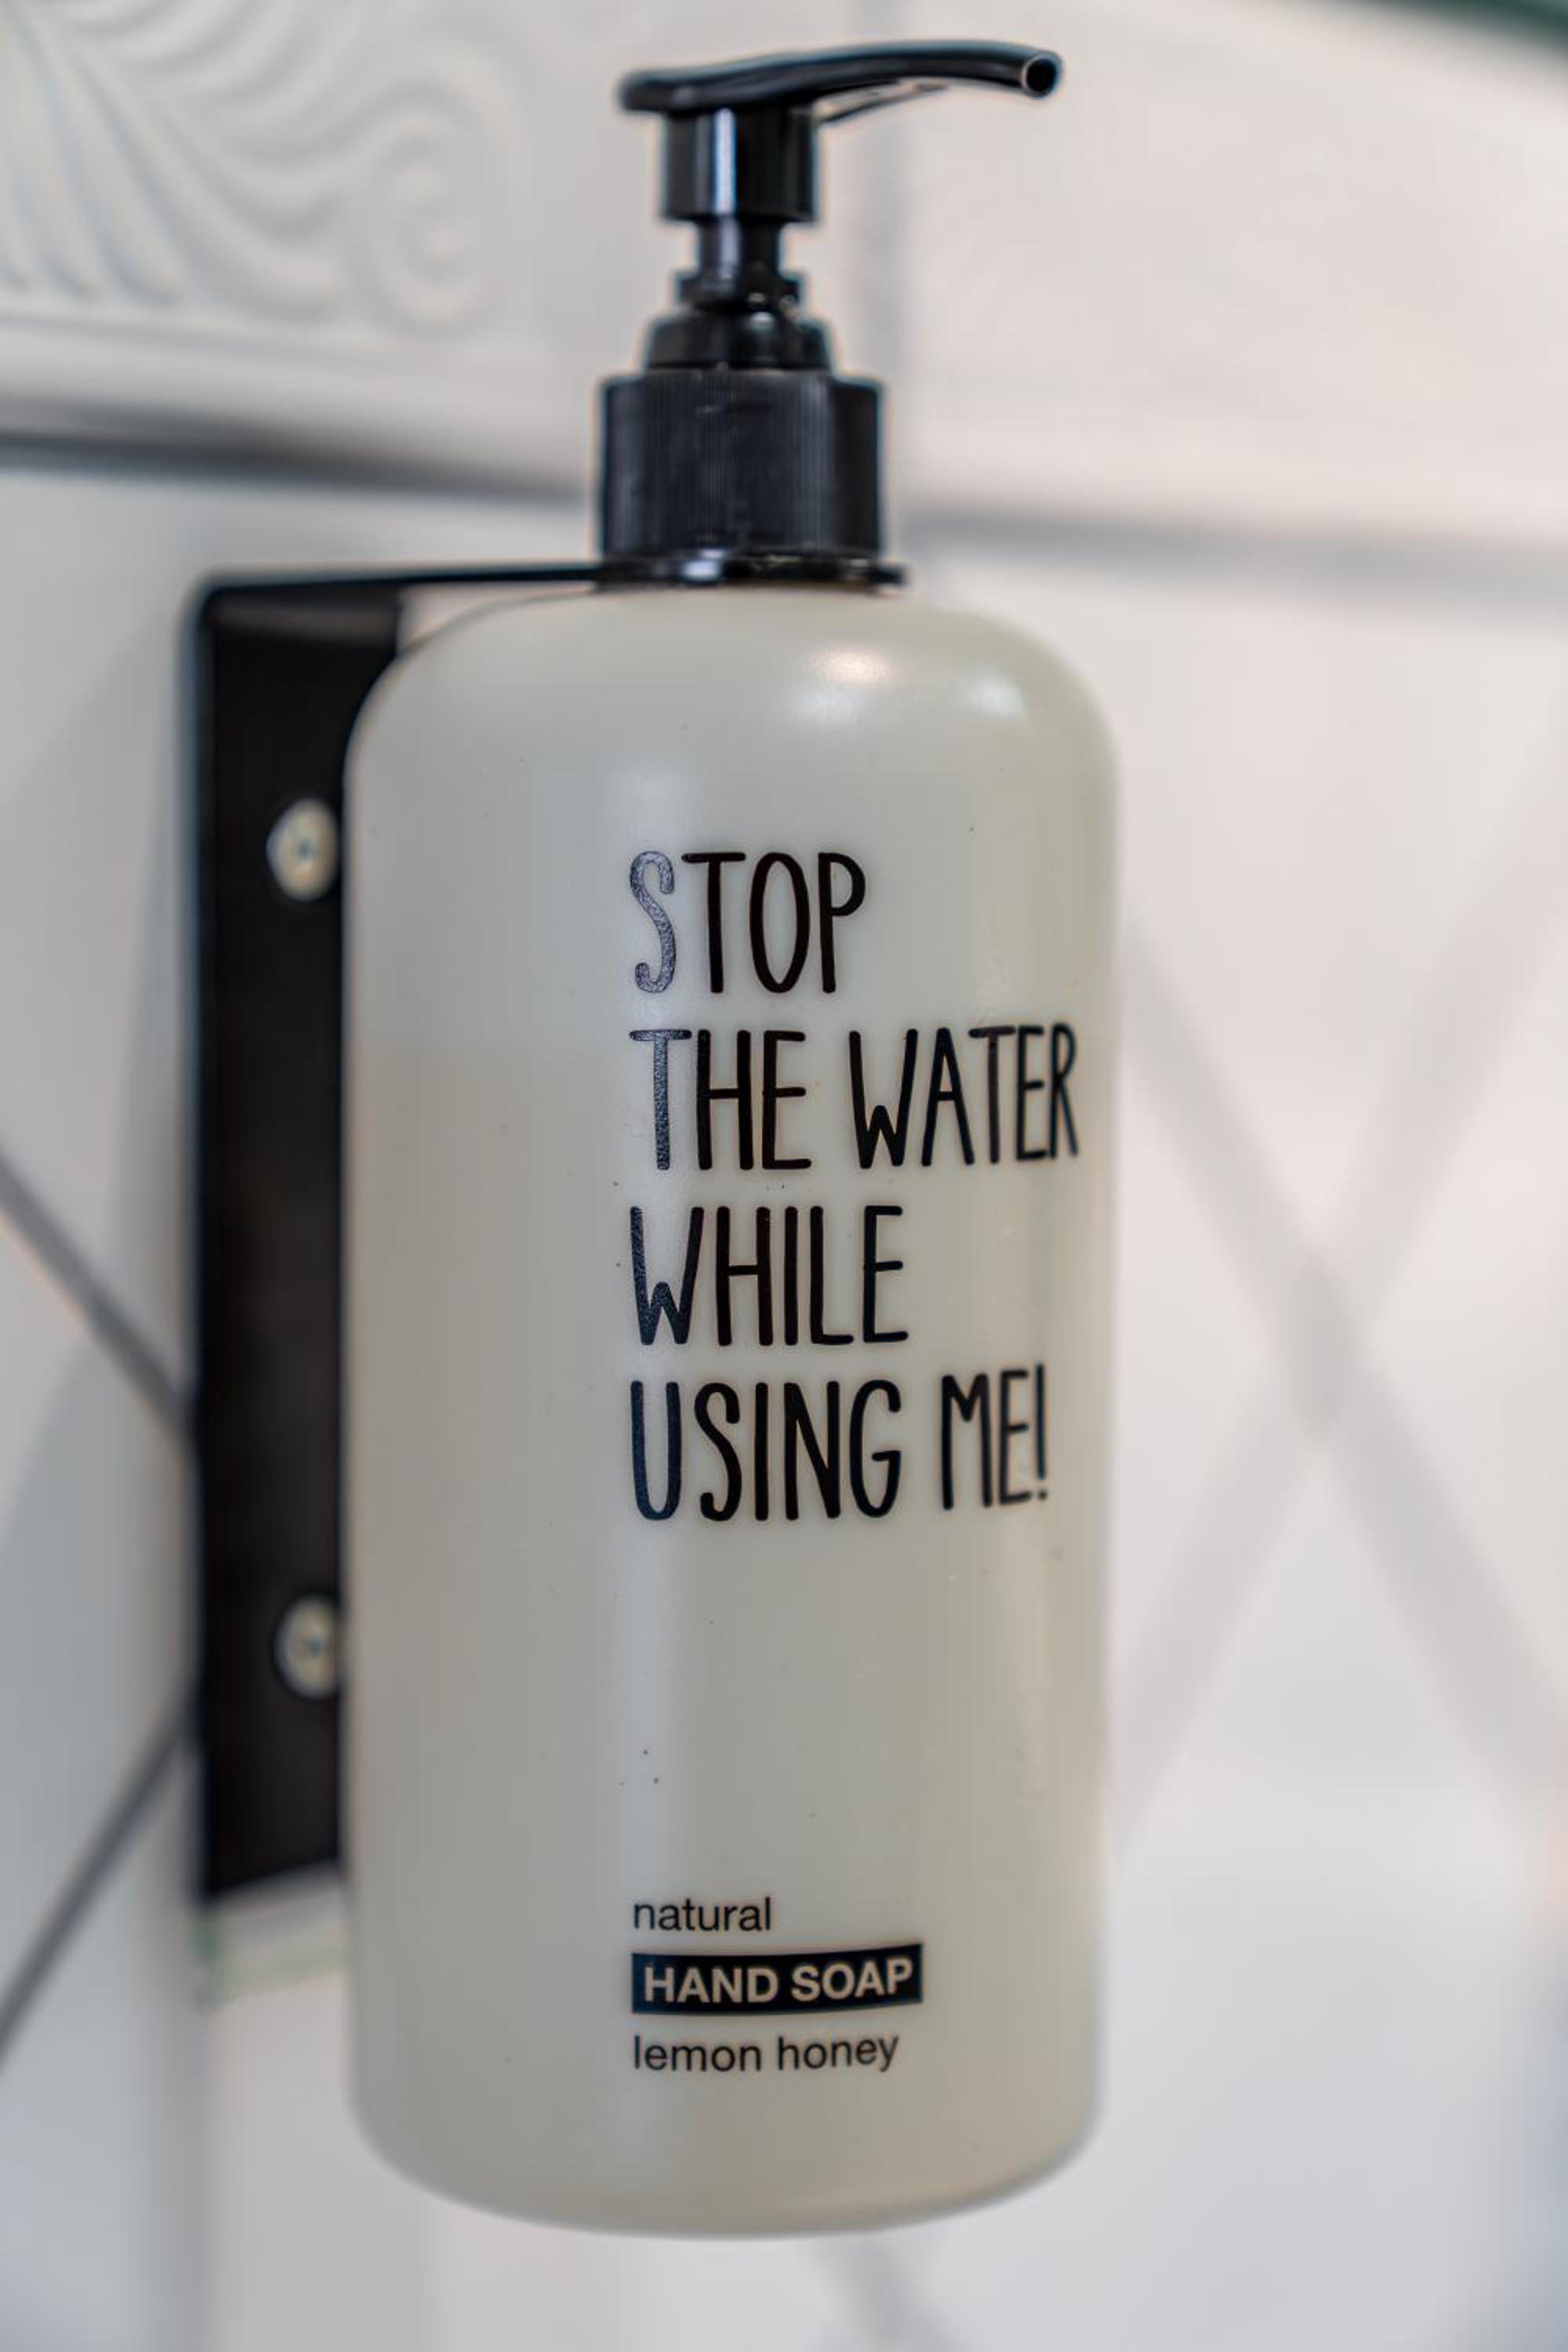 STOP
THE WATER
WHILE
USING ME!
natural
HAND SOAP
lemon honey